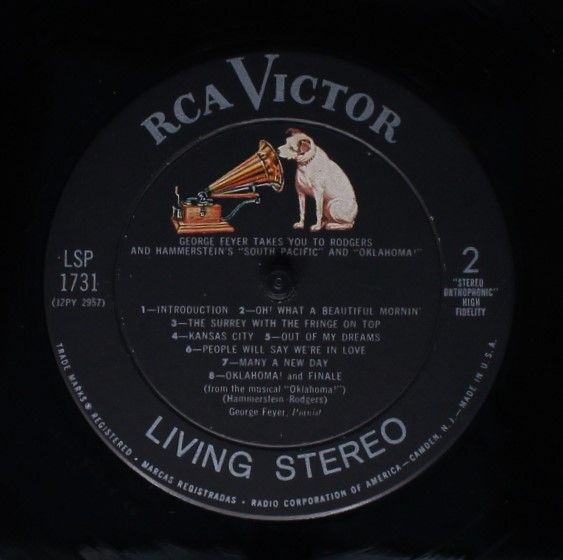 RCA VICTOR
GEORGE FEYER TAKES YOU TO RODGERS
AND HAMMERSTEIN'S "SOUTH PACIFIC" AND "OKLAHOMA!"
LSP
1731
(J2PY 2957)
2
"STEREO
ORTHOPHONIC"
HIGH
FIDELITY
1—INTRODUCTION 2—OH! WHAT A BEAUTIFUL MORNIN'
3—THE SURREY WITH THE FRINGE ON TOP
4—KANSAS CITY 5—OUT OF MY DREAMS
6—PEOPLE WILL SAY WE'RE IN LOVE
7—MANY A NEW DAY
8—OKLAHOMA! and FINALE
(from the musical "Oklahoma!")
(Hammerstein-Rodgers)
George Feyer, Pianist
LIVING STEREO
TRADE MARKS ® REGISTERED • MARCAS REGISTRADAS • RADIO CORPORATION OF AMERICA—CAMDEN, N.J.—MADE IN U.S.A.